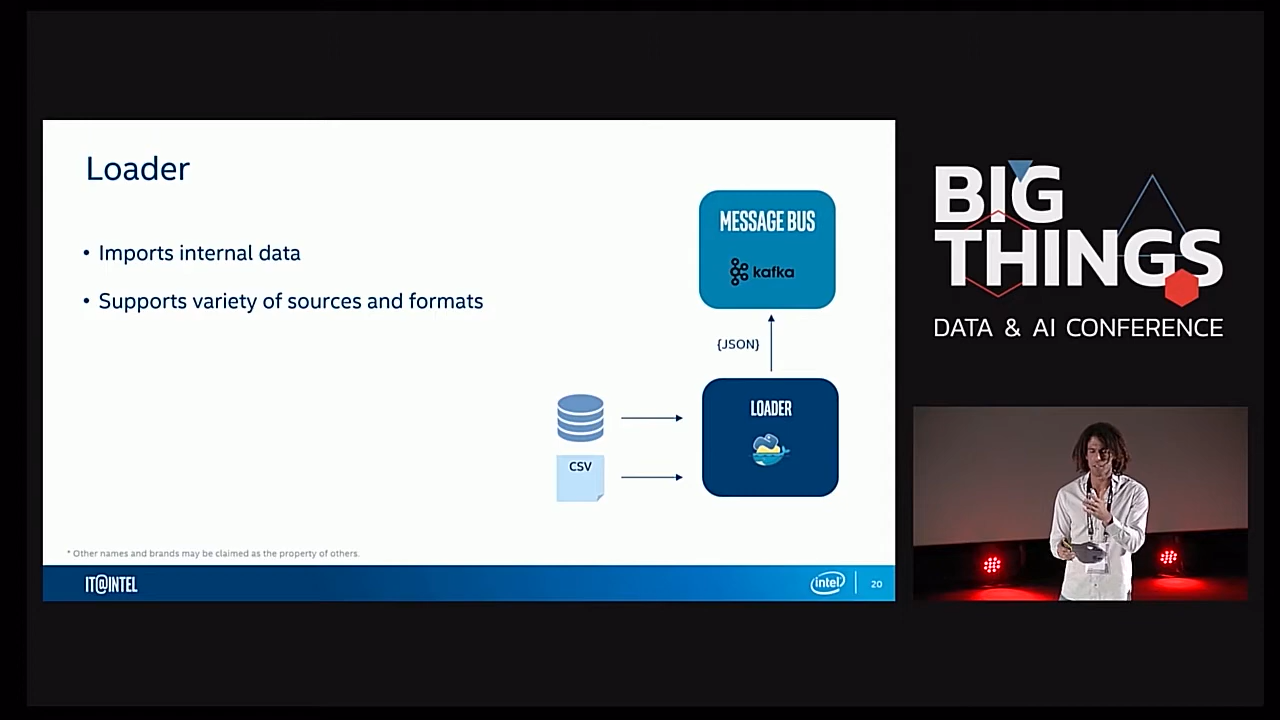 Loader
• Imports internal data
• Supports variety of sources and formats
MESSAGE BUS
kafka
{JSON}
LOADER
CSV
* Other names and brands may be claimed as the property of others.
IT@INTEL
intel
20
BIG
THINGS
DATA & AI CONFERENCE